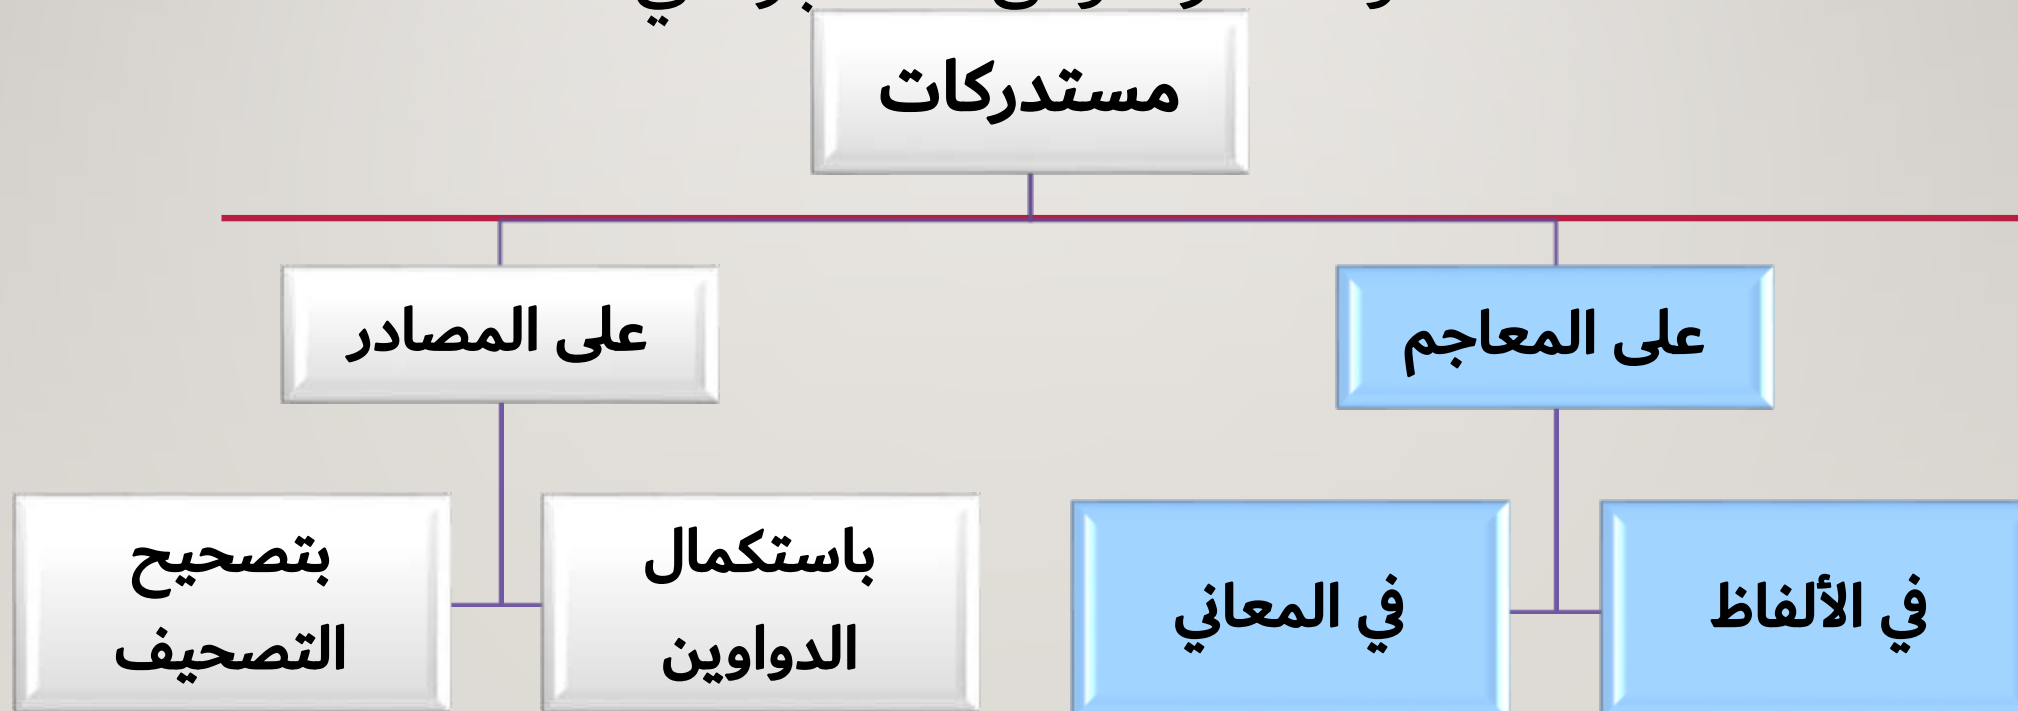 مستدركات
على المعاجم
على المصادر
في الألفاظ
في المعاني
باستكمال
الدواوين
بتصحيح
التصحيف